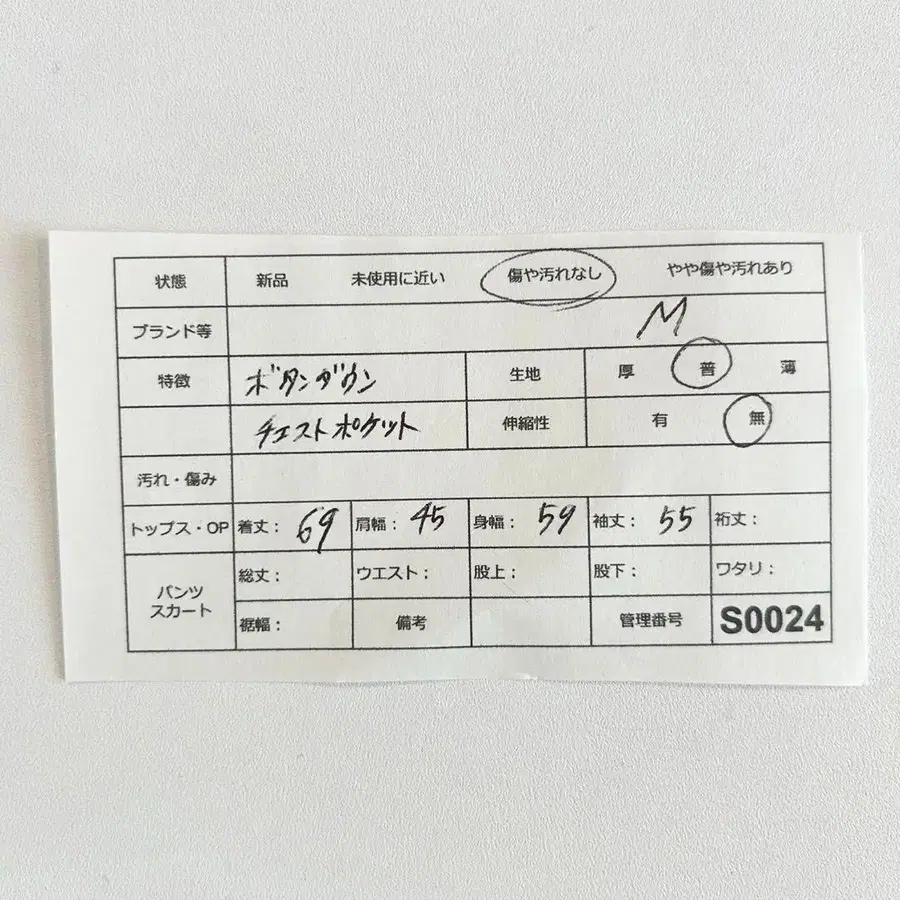 状態 新品 未使用に近い 傷や汚れなし やや傷や汚れあり
ブランド等 M
特徴 ボタンダウン 生地 厚 普 薄
チェストポケット 伸縮性 有 無
汚れ・傷み
トップス・OP 着丈： 69 肩幅： 45 身幅： 59 袖丈： 55 裄丈：
パンツ スカート 総丈： ウエスト： 股上： 股下： ワタリ：
裾幅： 備考 管理番号 S0024